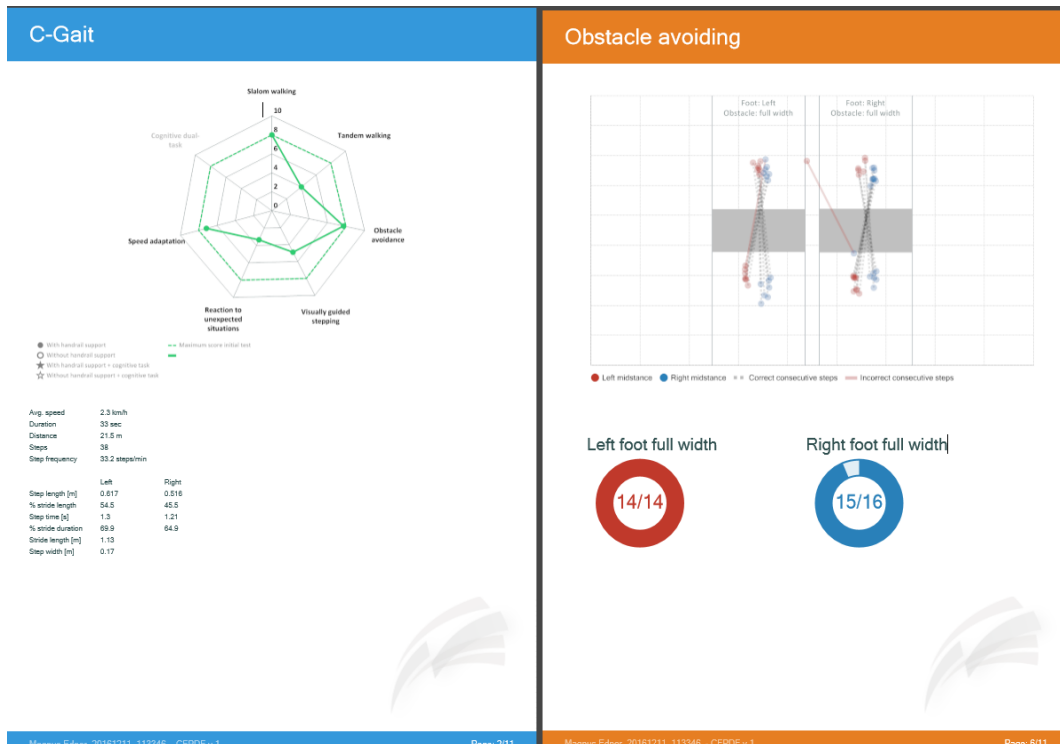 C-Gait
Slalom walking
10
8
6
4
2
0
Cognitive dual-
task
Tandem walking
Speed adaptation
Obstacle
avoidance
Reaction to
unexpected
situations
Visually guided
stepping
With handrail support
Without handrail support
With handrail support + cognitive task
Without handrail support + cognitive task
Maximum score initial test
Avg. speed 2.3 km/h
Duration 33 sec
Distance 21.5 m
Steps 38
Step frequency 33.2 steps/min
Left Right
Step length [m] 0.617 0.516
% stride length 54.5 45.5
Step time [s] 1.3 1.21
% stride duration 69.9 64.9
Stride length [m] 1.13
Step width [m] 0.17
Page: 2/11
Obstacle avoiding
Foot: Left
Obstacle: full width
Foot: Right
Obstacle: full width
Left midstance Right midstance Correct consecutive steps Incorrect consecutive steps
Left foot full width
Right foot full width
14/14
15/16
Page: 6/11